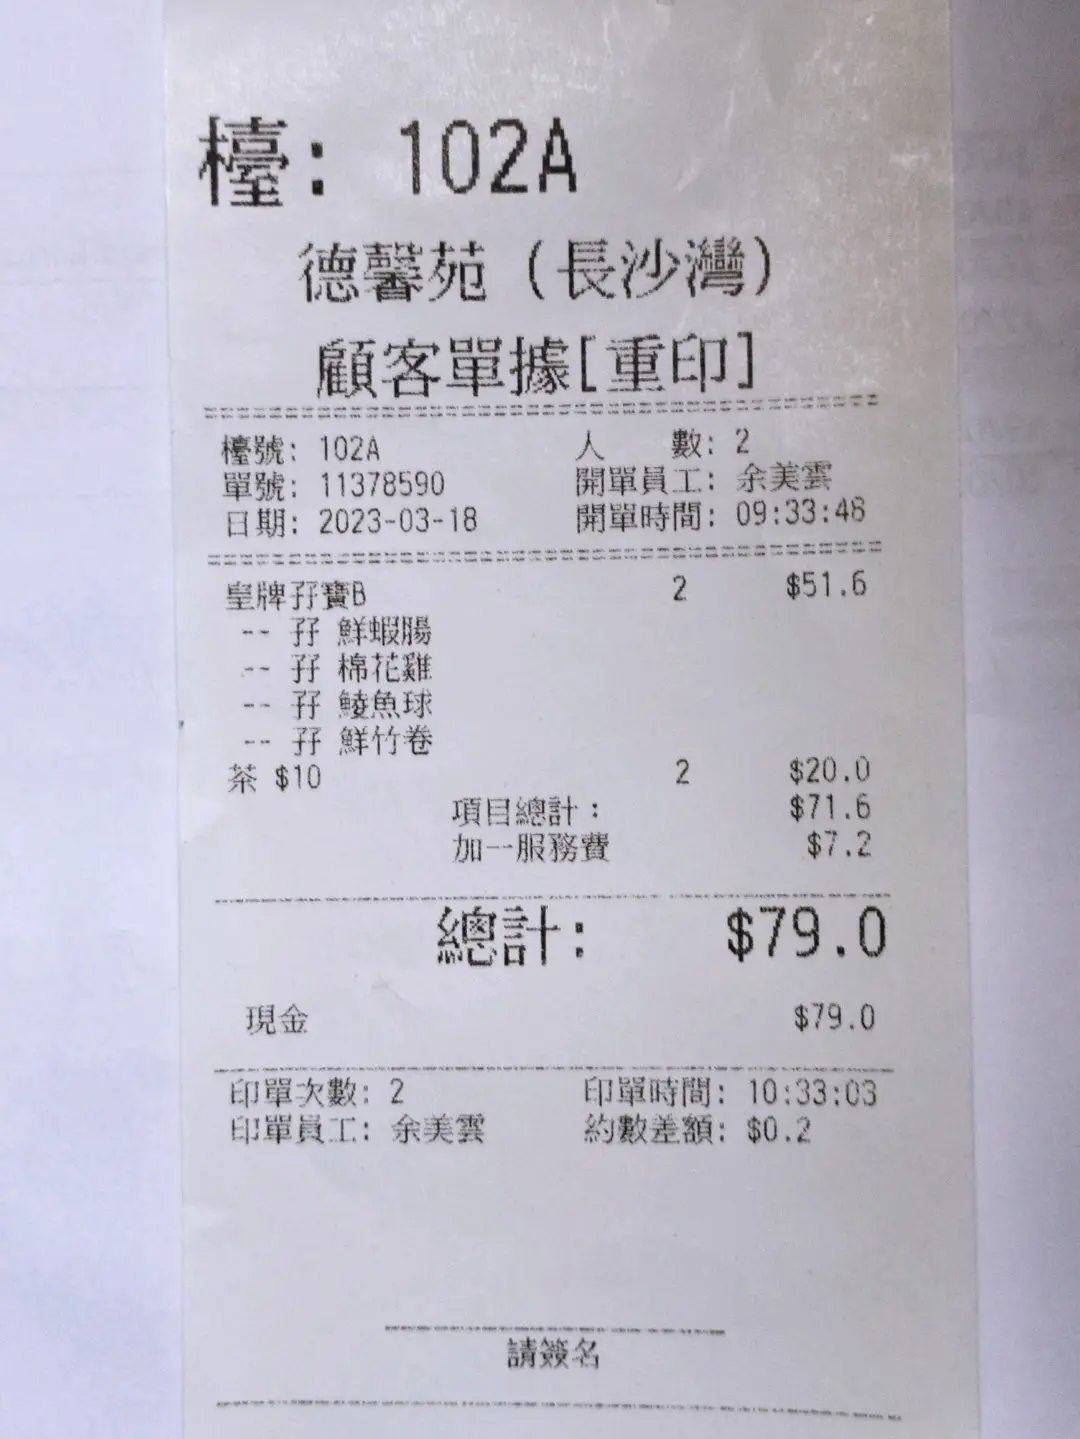 檯: 102A
德馨苑 (長沙灣)
顧客單據[重印]
檯號: 102A 人 數: 2
單號: 11378590 開單員工: 余美雲
日期: 2023-03-18 開單時間: 09:33:48
皇牌孖寶B 2 $51.6
-- 孖 鮮蝦腸
-- 孖 棉花雞
-- 孖 鯪魚球
-- 孖 鮮竹卷
茶 $10 2 $20.0
項目總計: $71.6
加一服務費 $7.2
總計: $79.0
現金 $79.0
印單次數: 2 印單時間: 10:33:03
印單員工: 余美雲 約數差額: $0.2
請簽名